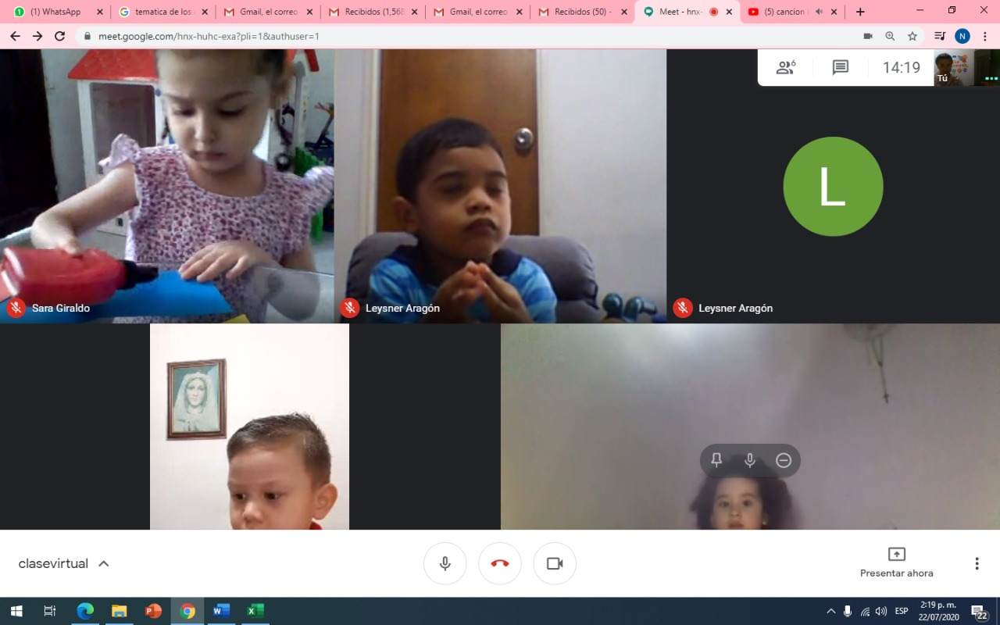 (1) WhatsApp
tematica de los
Gmail, el correo
Recibidos (1,568
Gmail, el correo
Recibidos (50) -
Meet - hnx-
(5) cancion
meet.google.com/hnx-huhc-exa?pli=1&authuser=1
N
6
14:19
Tú
L
Sara Giraldo
Leysner Aragón
Leysner Aragón
clasevirtual
Presentar ahora
ESP
2:19 p. m.
22/07/2020
22